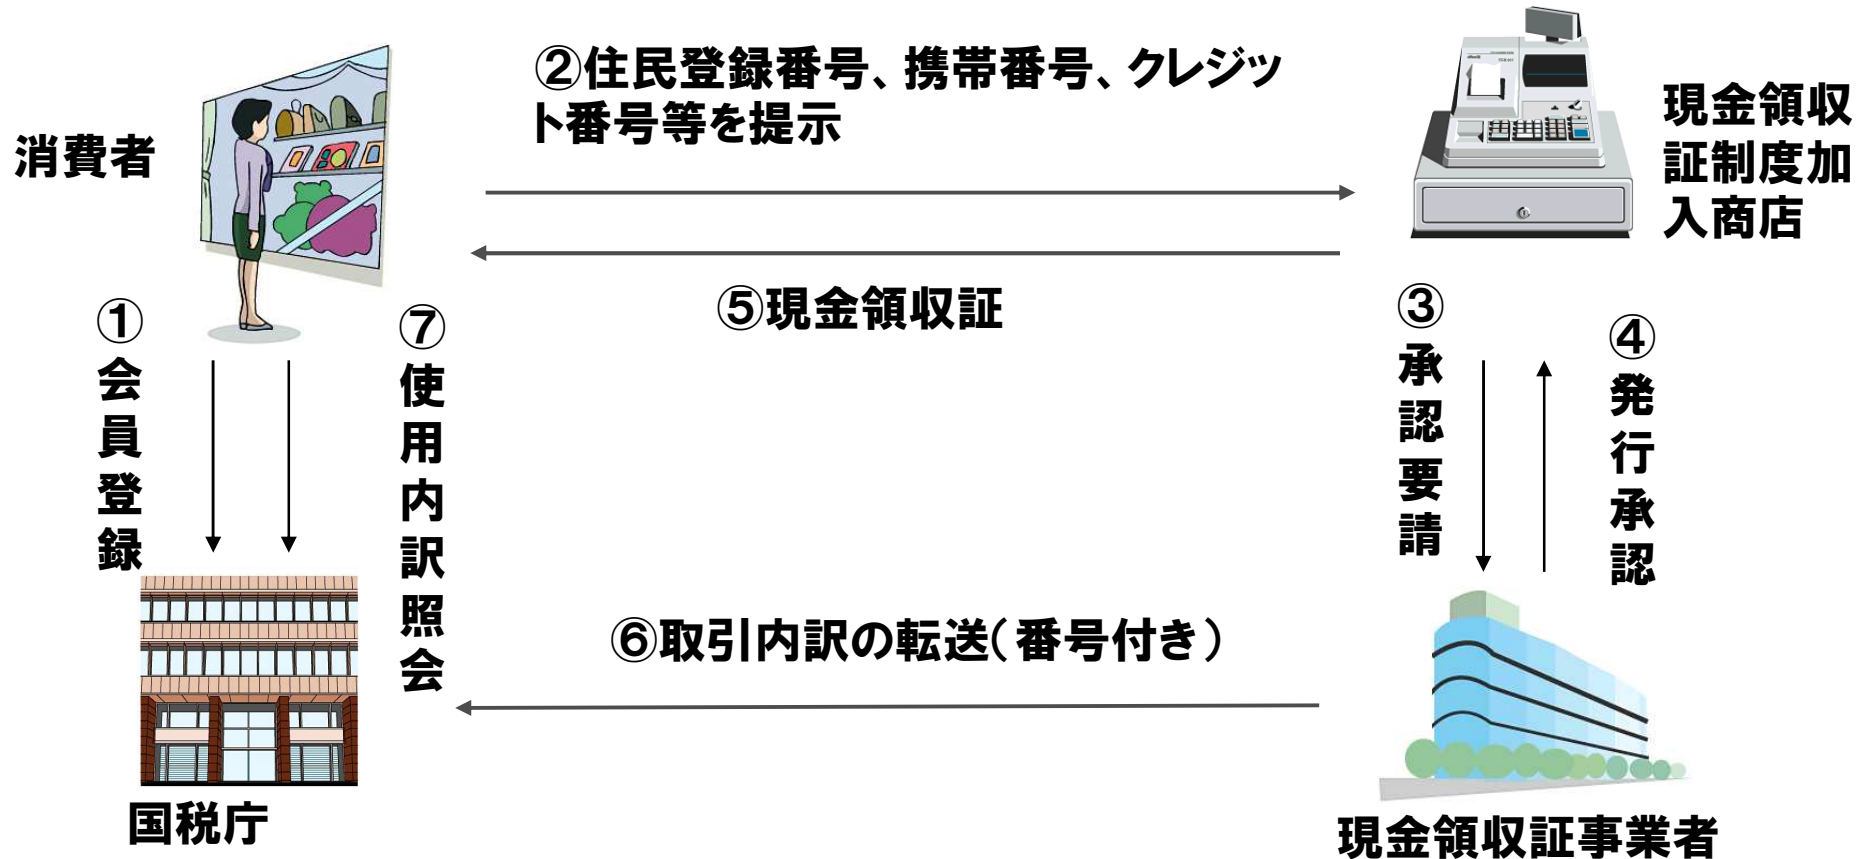 ②住民登録番号、携帯番号、クレジッ
ト番号等を提示
消費者
現金領収
証制度加
入商店
⑤現金領収証
①会員登録
⑦使用内訳照会
③承認要請
④発行承認
⑥取引内訳の転送(番号付き)
国税庁
現金領収証事業者